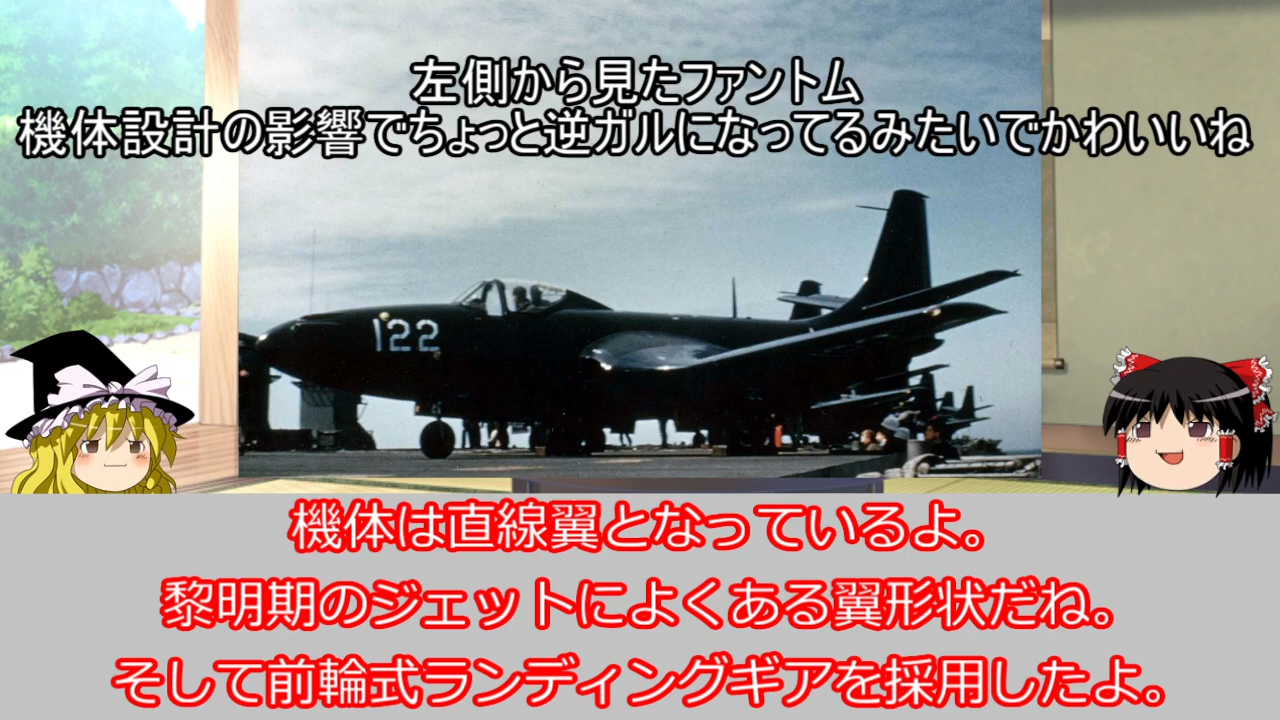 左側から見たファントム
機体設計の影響でちょっと逆ガルになってるみたいでかわいいね
122
機体は直線翼となっているよ。
黎明期のジェットによくある翼形状だね。
そして前輪式ランディングギアを採用したよ。